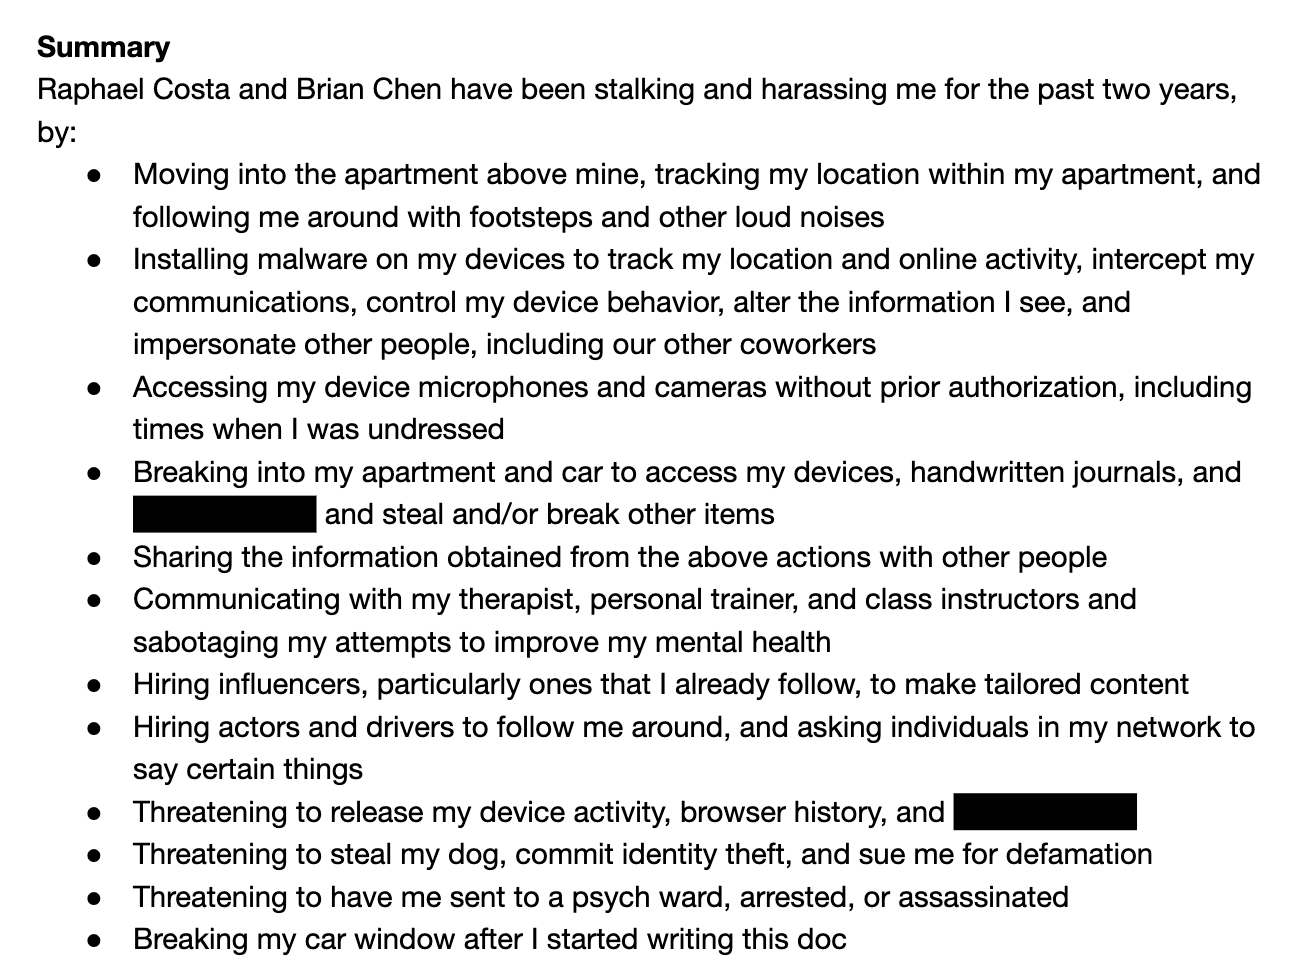 Summary
Raphael Costa and Brian Chen have been stalking and harassing me for the past two years,
by:
● Moving into the apartment above mine, tracking my location within my apartment, and
following me around with footsteps and other loud noises
● Installing malware on my devices to track my location and online activity, intercept my
communications, control my device behavior, alter the information I see, and
impersonate other people, including our other coworkers
● Accessing my device microphones and cameras without prior authorization, including
times when I was undressed
● Breaking into my apartment and car to access my devices, handwritten journals, and
and steal and/or break other items
● Sharing the information obtained from the above actions with other people
● Communicating with my therapist, personal trainer, and class instructors and
sabotaging my attempts to improve my mental health
● Hiring influencers, particularly ones that I already follow, to make tailored content
● Hiring actors and drivers to follow me around, and asking individuals in my network to
say certain things
● Threatening to release my device activity, browser history, and
● Threatening to steal my dog, commit identity theft, and sue me for defamation
● Threatening to have me sent to a psych ward, arrested, or assassinated
● Breaking my car window after I started writing this doc